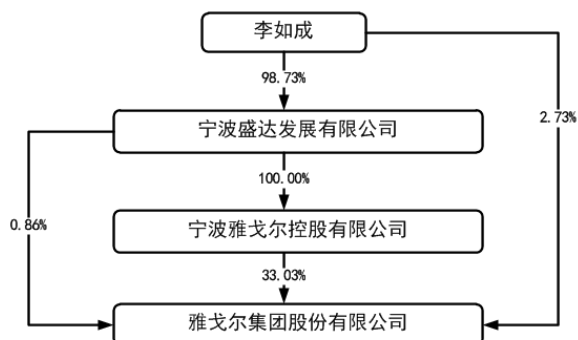 李如成
98.73%
宁波盛达发展有限公司
2.73%
100.00%
0.86%
宁波雅戈尔控股有限公司
33.03%
雅戈尔集团股份有限公司